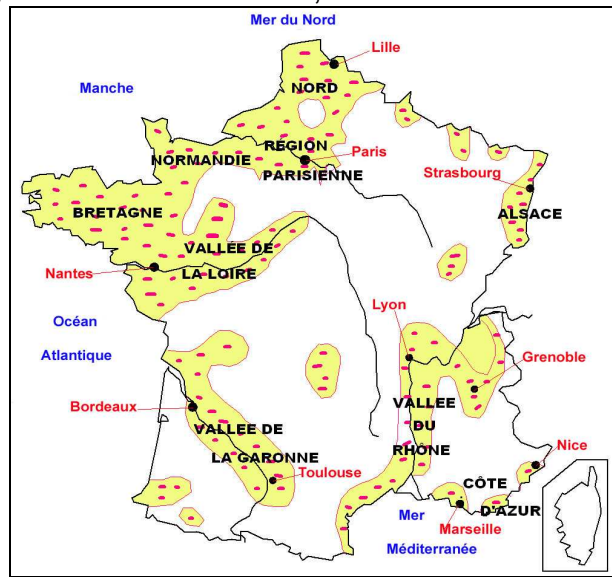 Mer du Nord
Lille
Manche
NORD
RÉGION
NORMANDIE
Paris
PARISIENNE
Strasbourg
BRETAGNE
ALSACE
VALLEE DE
Nantes
LA LOIRE
Océan
Lyon
Atlantique
Grenoble
Bordeaux
VALLEE
VALLEE DE
DU
LA GARONNE
RHÔNE
Nice
Toulouse
CÔTE
Mer
D'AZUR
Marseille
Méditerranée